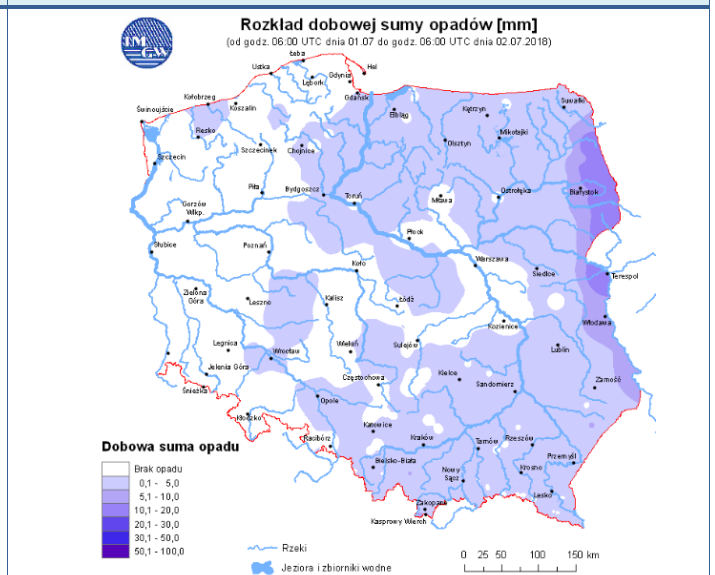 Rozkład dobowej sumy opadów [mm]
(od godz. 06:00 UTC dnia 01.07 do godz. 06:00 UTC dnia 02.07.2018)
IMGW
Łeba
Ustka
Hel
Gdynia
Lębork
Gdańsk
Kołobrzeg
Koszalin
Świnoujście
Suwałki
Elbląg
Kętrzyn
Resko
Mikołajki
Olsztyn
Szczecinek
Chojnice
Szczecin
Piła
Bydgoszcz
Toruń
Mława
Ostrołęka
Białystok
Gorzów
Wlkp.
Płock
Słubice
Poznań
Koło
Warszawa
Siedlce
Terespol
Zielona
Góra
Leszno
Kalisz
Łódź
Kozienice
Włodawa
Legnica
Wrocław
Wieluń
Sulejów
Lublin
Jelenia Góra
Śnieżka
Częstochowa
Kielce
Sandomierz
Zamość
Opole
Kłodzko
Katowice
Racibórz
Kraków
Tarnów
Rzeszów
Przemyśl
Bielsko-Biała
Nowy
Sącz
Krosno
Lesko
Zakopane
Kasprowy Wierch
Dobowa suma opadu
Brak opadu
0,1 - 5,0
5,1 - 10,0
10,1 - 20,0
20,1 - 30,0
30,1 - 50,0
50,1 - 100,0
Rzeki
Jeziora i zbiorniki wodne
0 25 50 100 150 km